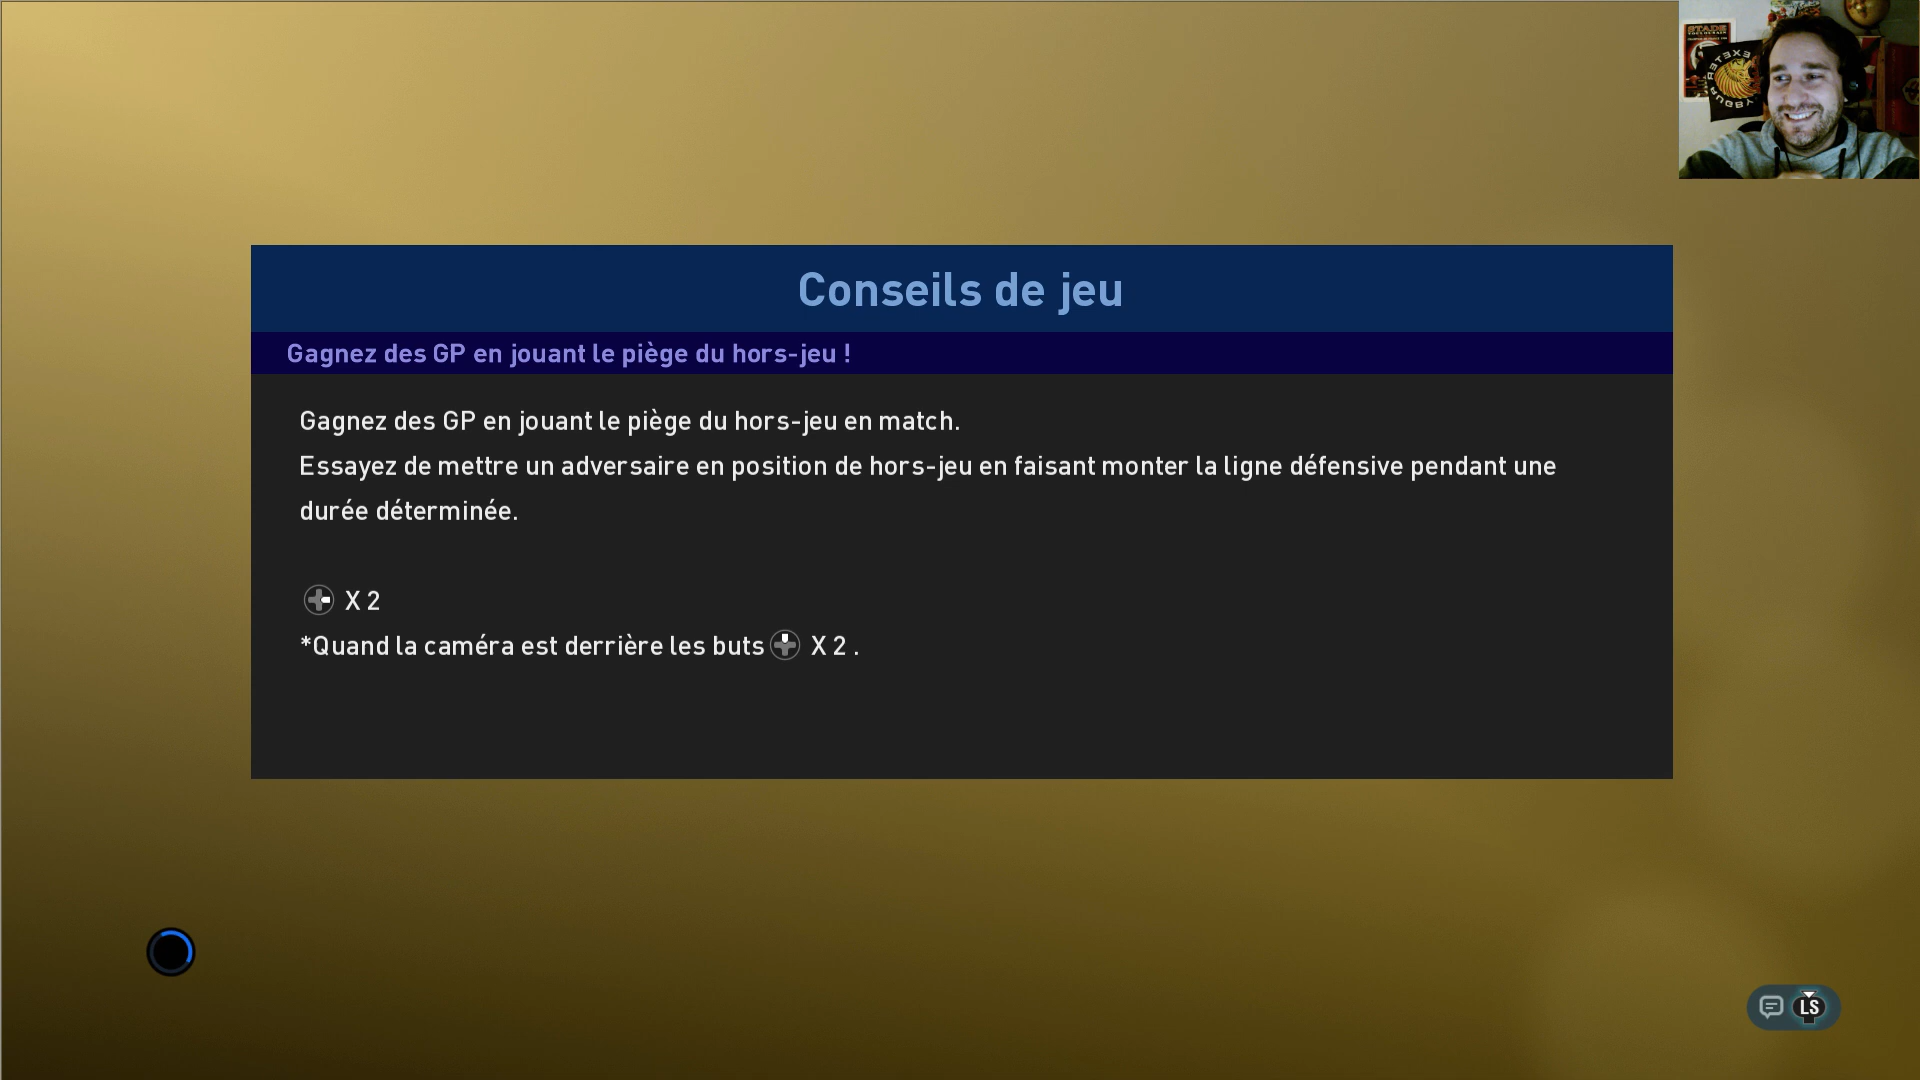 Conseils de jeu
Gagnez des GP en jouant le piège du hors-jeu !
Gagnez des GP en jouant le piège du hors-jeu en match.
Essayez de mettre un adversaire en position de hors-jeu en faisant monter la ligne défensive pendant une
durée déterminée.
X 2
*Quand la caméra est derrière les buts X 2 .
LS
STADE
EXETER